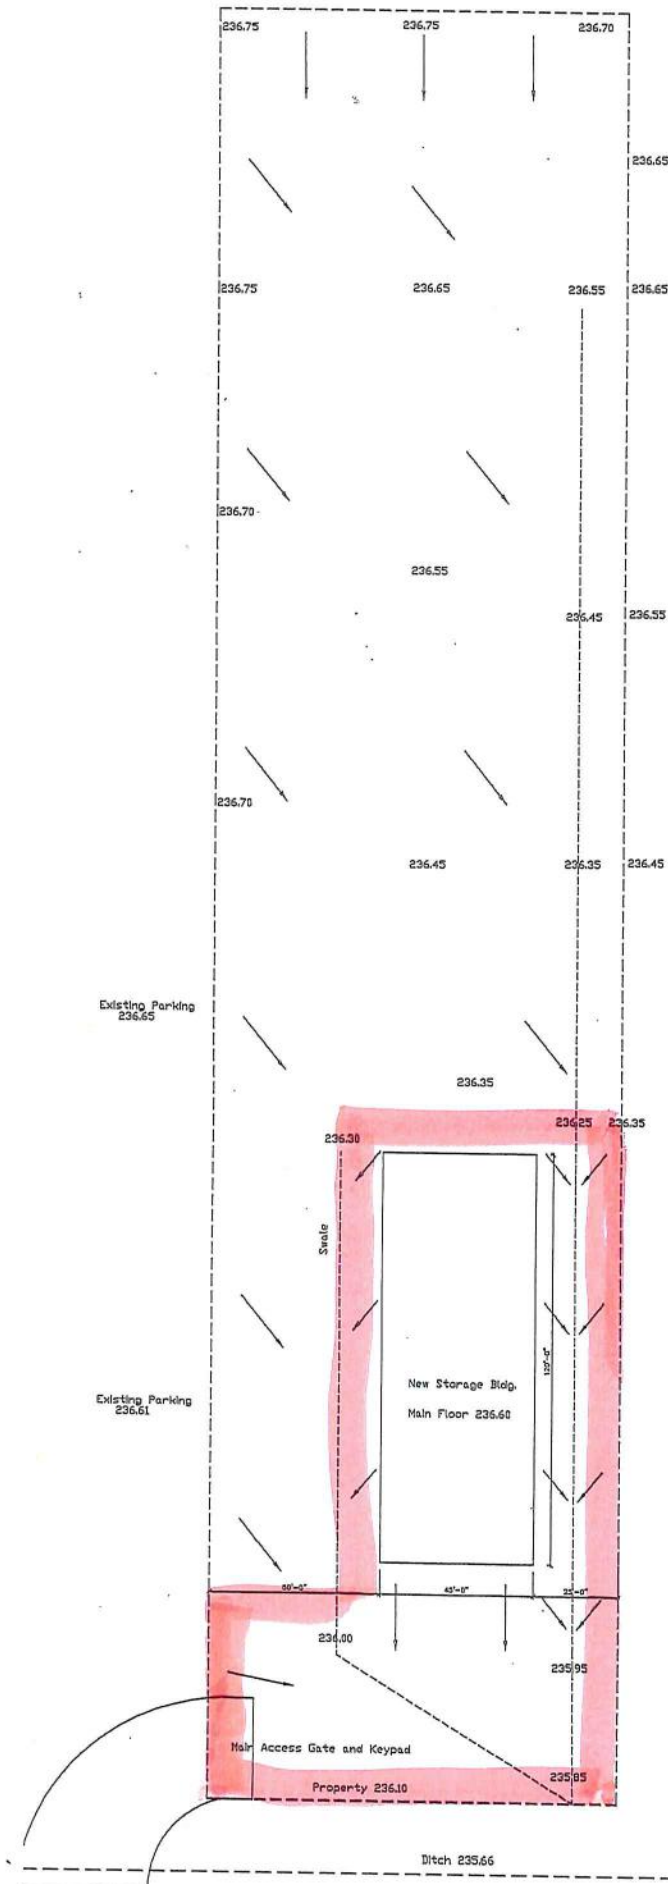 236.75 236.75 236.70
236.65
236.75 236.65 236.55 236.65
236.70
236.55
236.45 236.55
236.70
236.45 236.35 236.45
Existing Parking
236.65
236.35
236.25 236.35
236.30
Swale
120'-0"
New Storage Bldg.
Main Floor 236.60
Existing Parking
236.61
60'-0" 45'-0" 25'-0"
236.00
235.95
Main Access Gate and Keypad
235.85
Property 236.10
Ditch 235.66